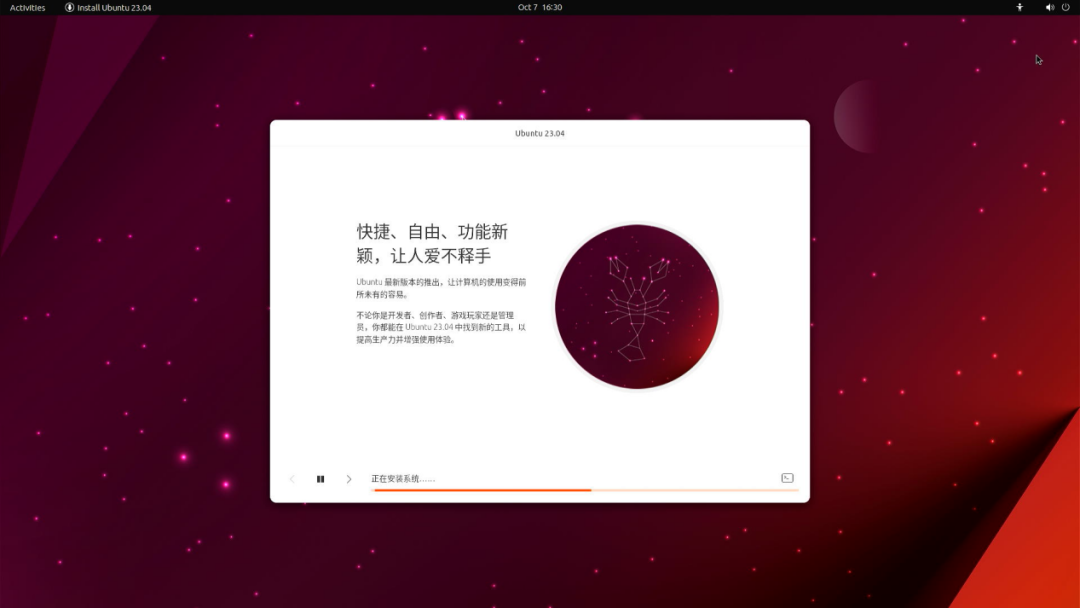 Activities Install Ubuntu 23.04 Oct 7 16:30
Ubuntu 23.04
快捷、自由、功能新
颖，让人爱不释手
Ubuntu 最新版本的推出，让计算机的使用变得前
所未有的容易。
不论你是开发者、创作者、游戏玩家还是管理
员，你都能在 Ubuntu 23.04 中找到新的工具，以
提高生产力并增强使用体验。
正在安装系统……